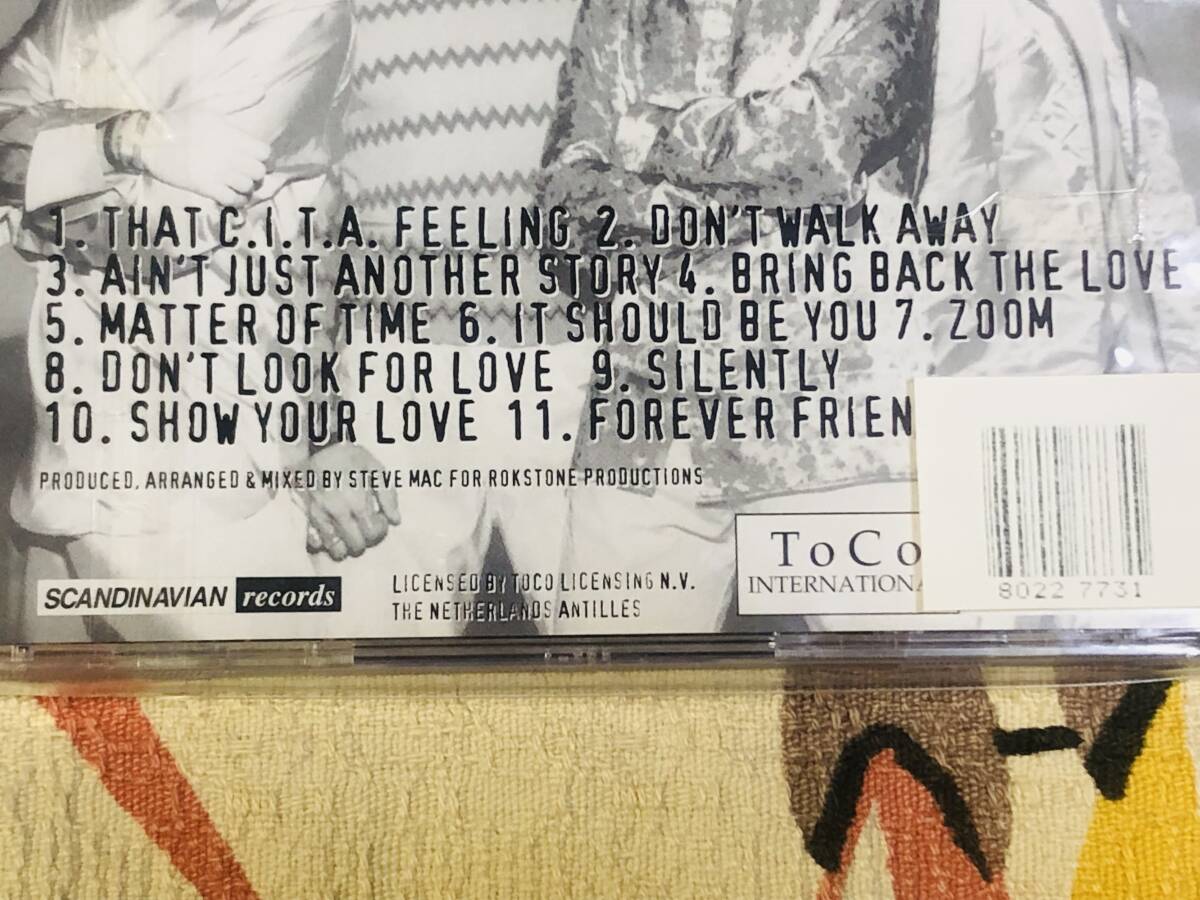 1. THAT C.I.T.A. FEELING 2. DON'T WALK AWAY
3. AIN'T JUST ANOTHER STORY 4. BRING BACK THE LOVE
5. MATTER OF TIME 6. IT SHOULD BE YOU 7. ZOOM
8. DON'T LOOK FOR LOVE 9. SILENTLY
10. SHOW YOUR LOVE 11. FOREVER FRIEN
PRODUCED, ARRANGED & MIXED BY STEVE MAC FOR ROKSTONE PRODUCTIONS
SCANDINAVIAN records
LICENSED BY TOCO LICENSING N.V.
THE NETHERLANDS ANTILLES
ToCo
INTERNATIONA
8022 7731